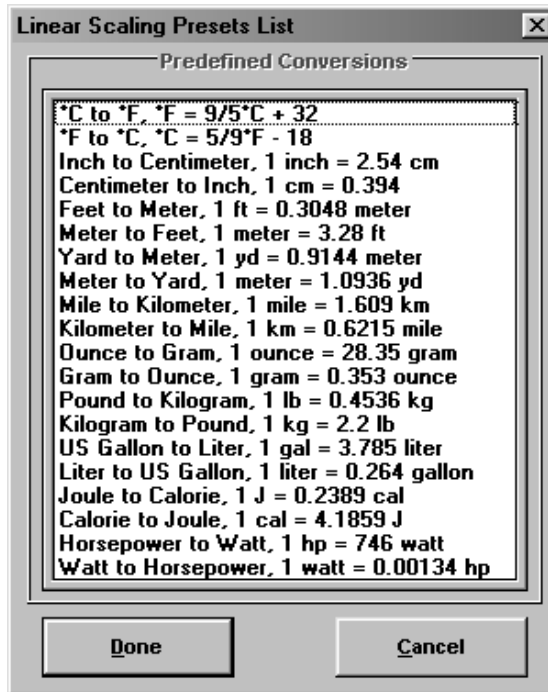 Linear Scaling Presets List
Predefined Conversions
*C to *F, *F = 9/5*C + 32
*F to *C, *C = 5/9*F - 18
Inch to Centimeter, 1 inch = 2.54 cm
Centimeter to Inch, 1 cm = 0.394
Feet to Meter, 1 ft = 0.3048 meter
Meter to Feet, 1 meter = 3.28 ft
Yard to Meter, 1 yd = 0.9144 meter
Meter to Yard, 1 meter = 1.0936 yd
Mile to Kilometer, 1 mile = 1.609 km
Kilometer to Mile, 1 km = 0.6215 mile
Ounce to Gram, 1 ounce = 28.35 gram
Gram to Ounce, 1 gram = 0.353 ounce
Pound to Kilogram, 1 lb = 0.4536 kg
Kilogram to Pound, 1 kg = 2.2 lb
US Gallon to Liter, 1 gal = 3.785 liter
Liter to US Gallon, 1 liter = 0.264 gallon
Joule to Calorie, 1 J = 0.2389 cal
Calorie to Joule, 1 cal = 4.1859 J
Horsepower to Watt, 1 hp = 746 watt
Watt to Horsepower, 1 watt = 0.00134 hp
Done
Cancel